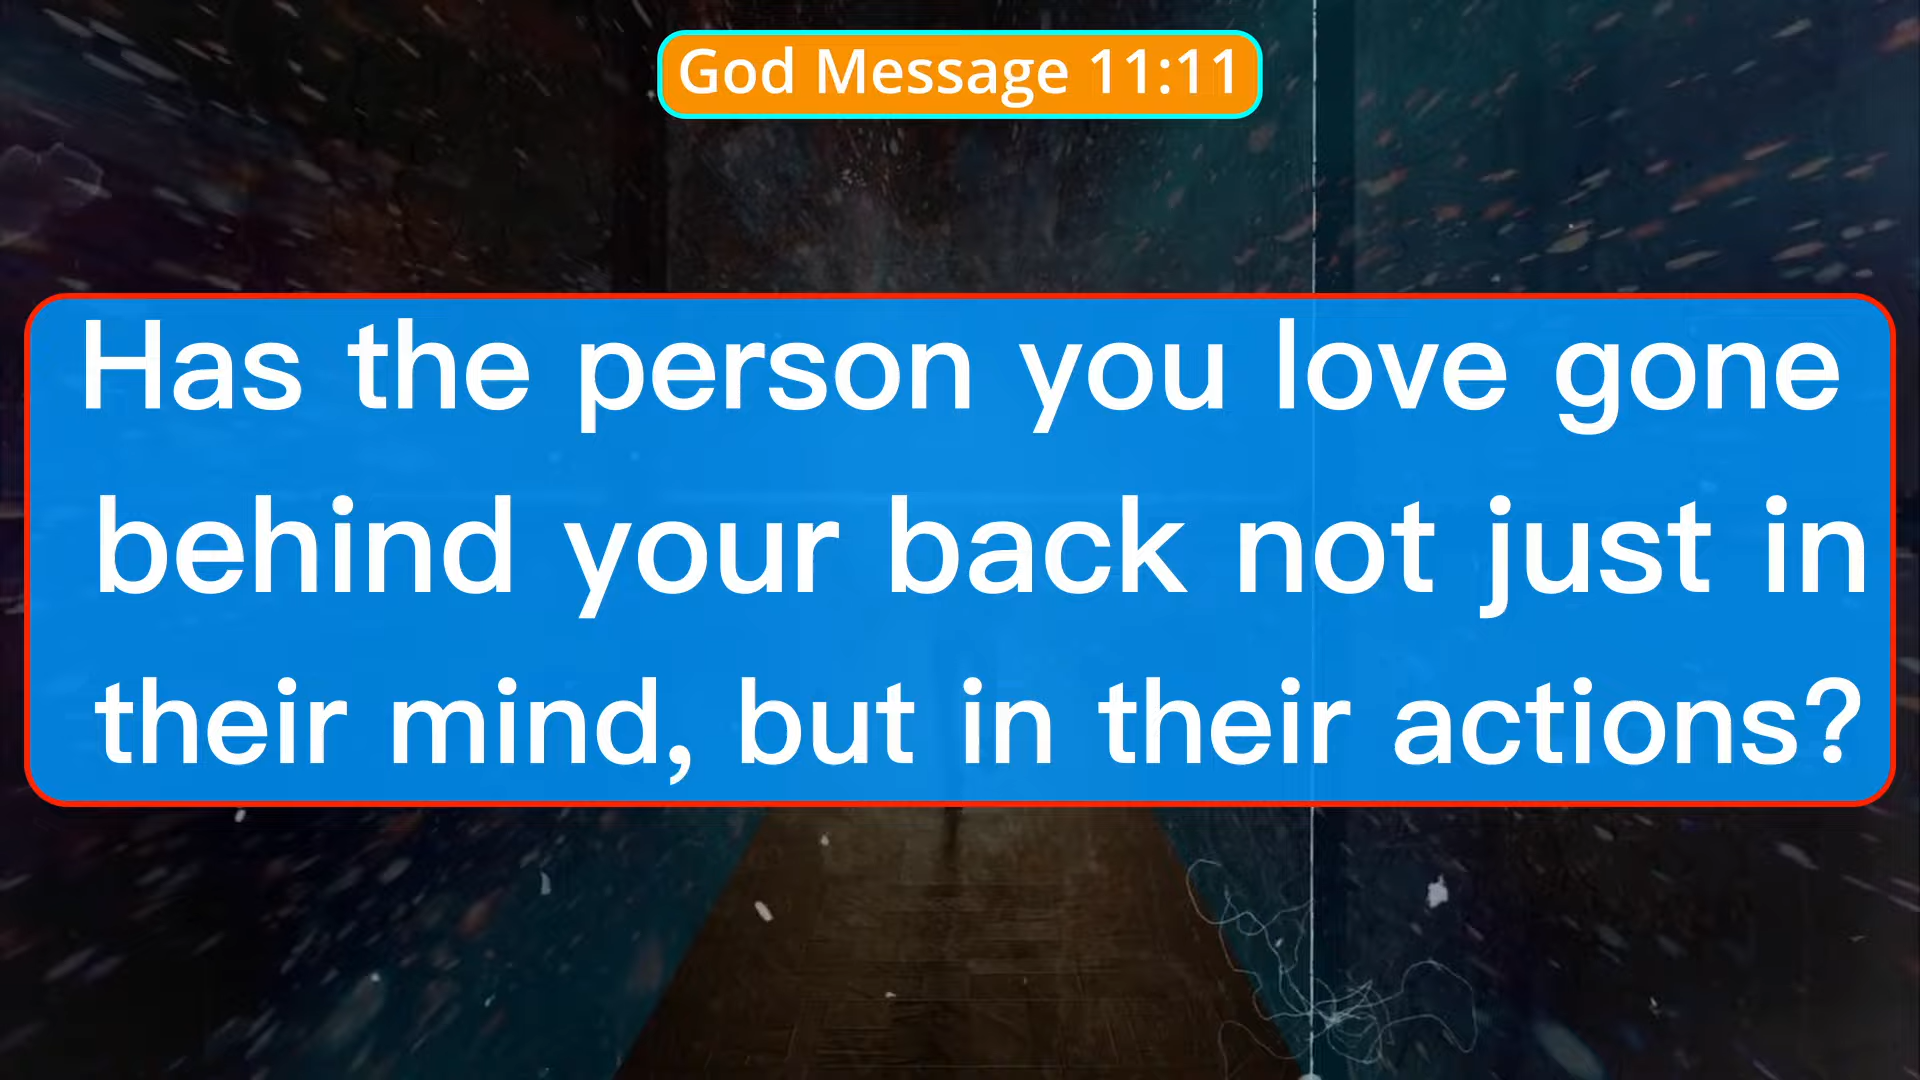 God Message 11:11
Has the person you love gone
behind your back not just in
their mind, but in their actions?